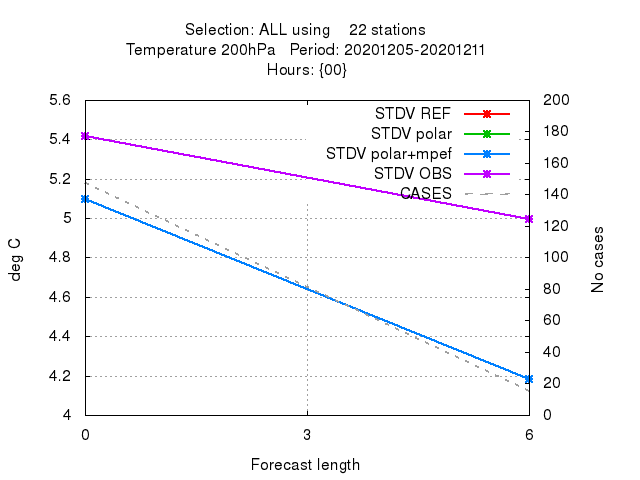 Selection: ALL using    22 stations
Temperature 200hPa   Period: 20201205-20201211
Hours: {00}
5.6
5.4
5.2
5
4.8
4.6
4.4
4.2
4
deg C
STDV REF
STDV polar
STDV polar+mpef
STDV OBS
CASES
200
180
160
140
120
100
80
60
40
20
0
No cases
0 3 6
Forecast length